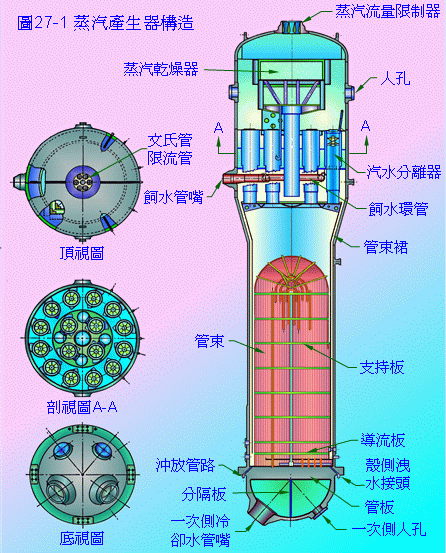 圖27-1 蒸汽產生器構造
蒸汽流量限制器
蒸汽乾燥器
人孔
A
A
文氏管
限流管
汽水分離器
飼水管嘴
飼水環管
頂視圖
管束裙
管束
支持板
剖視圖A-A
導流板
沖放管路
殼側洩
水接頭
分隔板
管板
一次側冷
卻水管嘴
一次側人孔
底視圖